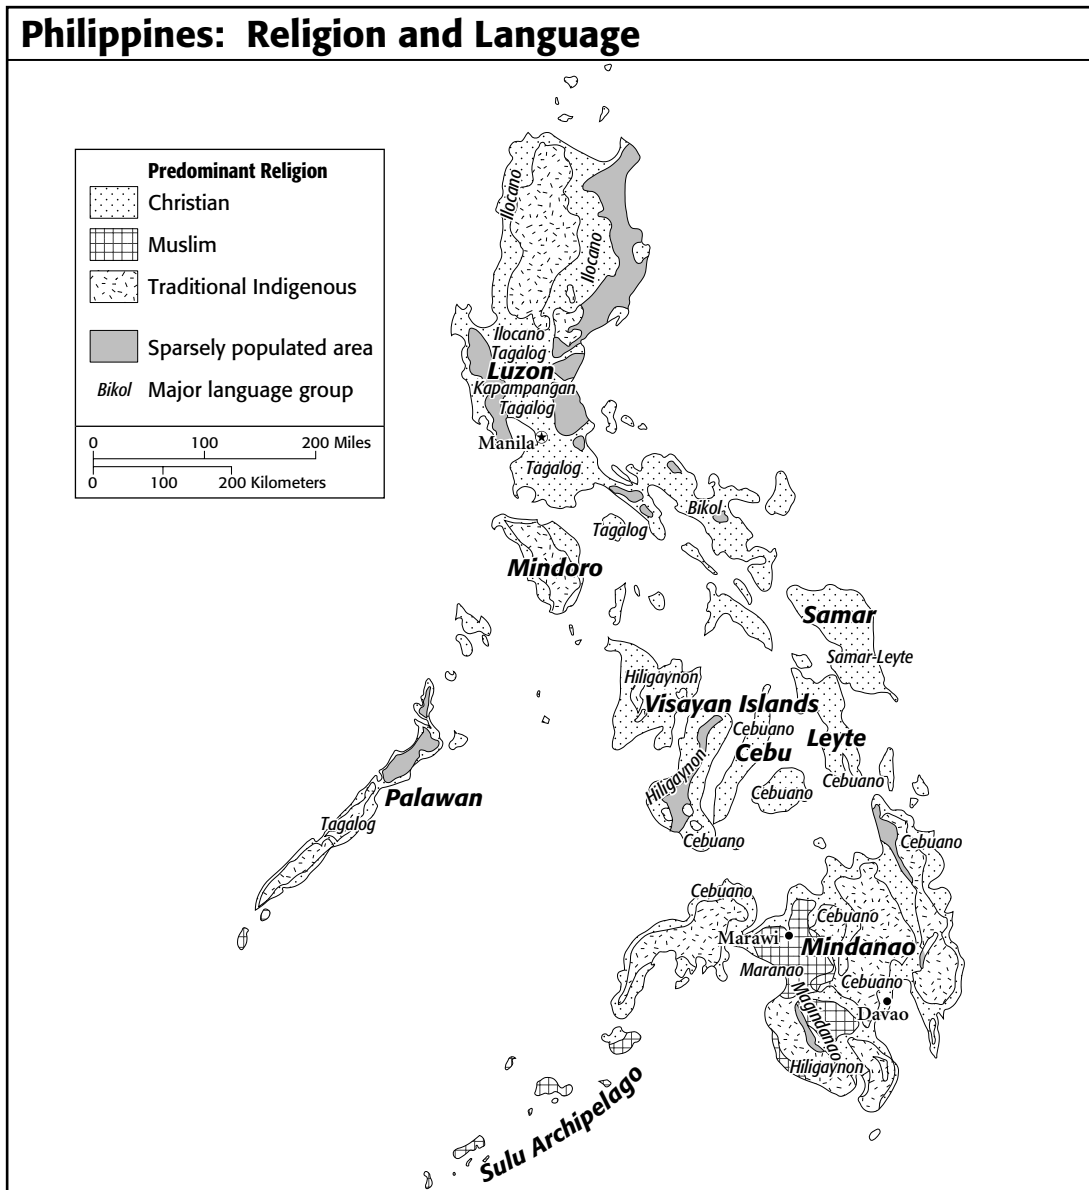 Philippines: Religion and Language
Predominant Religion
Christian
Muslim
Traditional Indigenous
Sparsely populated area
Bikol Major language group
0 100 200 Miles
0 100 200 Kilometers
Ilocano
Ilocano
Ilocano
Tagalog
Luzon
Kapampangan
Tagalog
Manila
Tagalog
Bikol
Tagalog
Mindoro
Samar
Samar-Leyte
Hiligaynon
Visayan Islands
Cebuano
Cebu
Leyte
Hiligaynon
Cebuano
Cebuano
Cebuano
Palawan
Tagalog
Cebuano
Cebuano
Cebuano
Marawi
Mindanao
Maranao
Cebuano
Magindanao
Davao
Hiligaynon
Sulu Archipelago